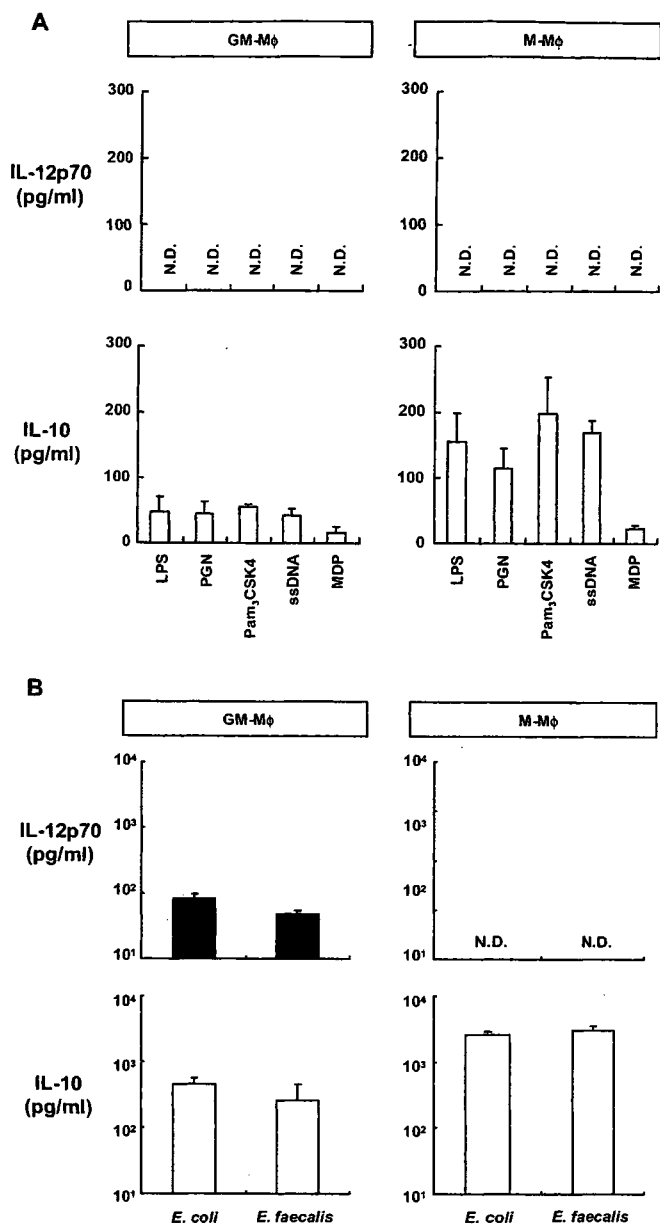 A
GM-Mϕ
M-Mϕ
IL-12p70
(pg/ml)
300
200
100
0
N.D. N.D. N.D. N.D. N.D.
300
200
100
0
N.D. N.D. N.D. N.D. N.D.
IL-10
(pg/ml)
300
200
100
0
LPS
PGN
Pam₃CSK4
ssDNA
MDP
300
200
100
0
LPS
PGN
Pam₃CSK4
ssDNA
MDP
B
GM-Mϕ
M-Mϕ
IL-12p70
(pg/ml)
10⁴
10³
10²
10¹
10⁴
10³
10²
10¹
N.D. N.D.
IL-10
(pg/ml)
10⁴
10³
10²
10¹
E. coli E. faecalis
10⁴
10³
10²
10¹
E. coli E. faecalis